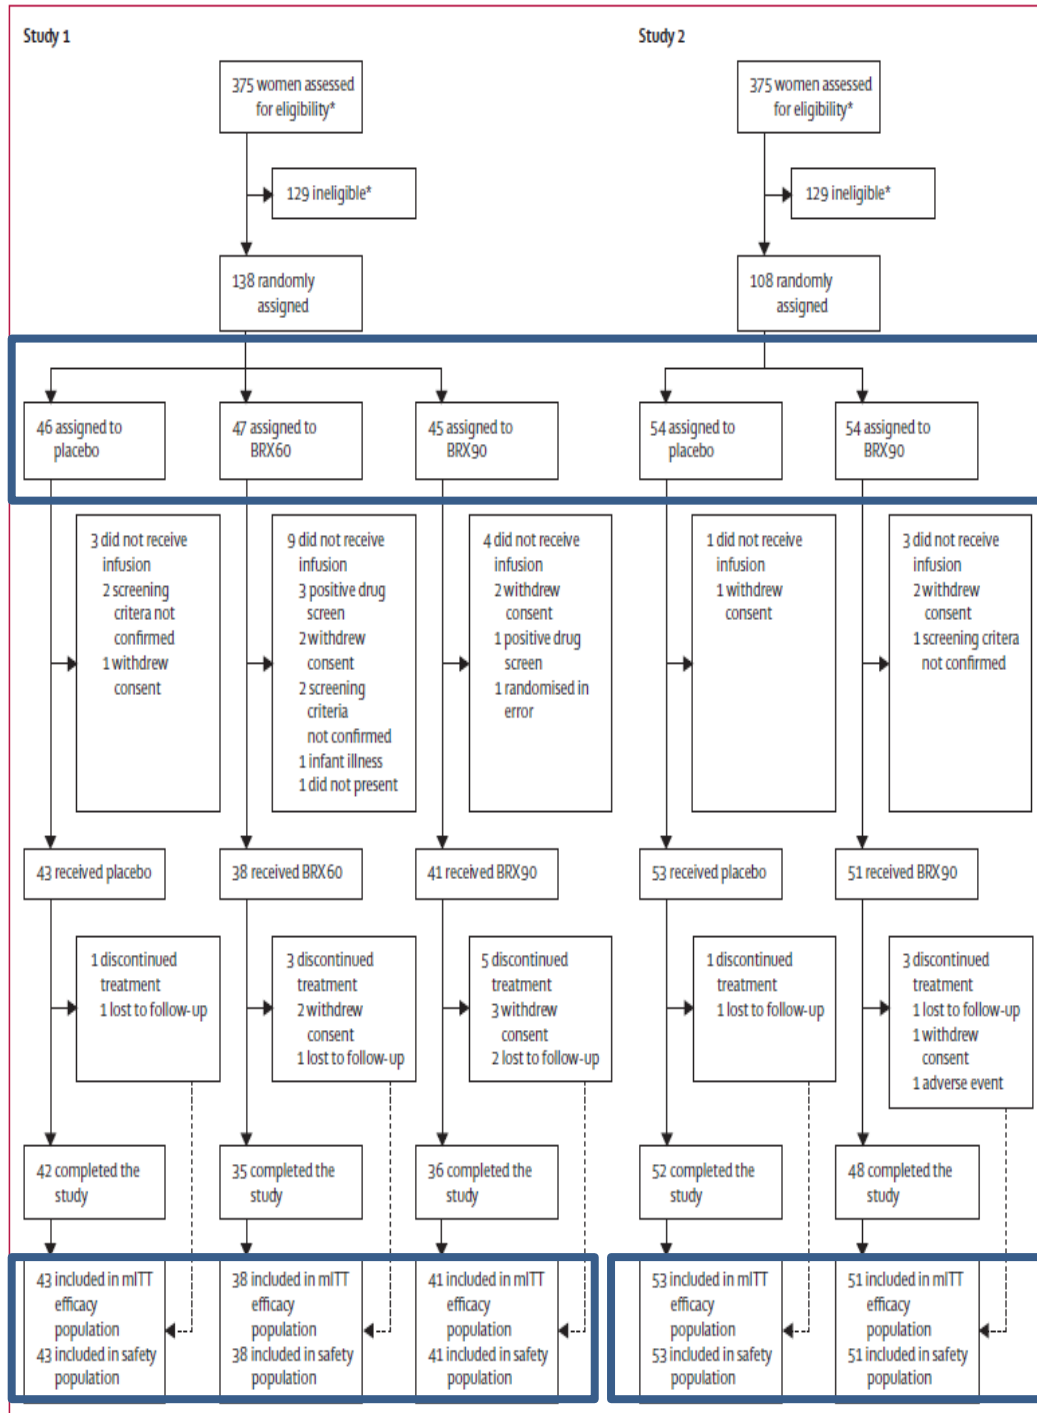 Study 1
Study 2
375 women assessed
for eligibility*
375 women assessed
for eligibility*
129 ineligible*
129 ineligible*
138 randomly
assigned
108 randomly
assigned
46 assigned to
placebo
47 assigned to
BRX60
45 assigned to
BRX90
54 assigned to
placebo
54 assigned to
BRX90
3 did not receive
infusion
2 screening
critera not
confirmed
1 withdrew
consent
9 did not receive
infusion
3 positive drug
screen
2 withdrew
consent
2 screening
criteria
not confirmed
1 infant illness
1 did not present
4 did not receive
infusion
2 withdrew
consent
1 positive drug
screen
1 randomised in
error
1 did not receive
infusion
1 withdrew
consent
3 did not receive
infusion
2 withdrew
consent
1 screening critera
not confirmed
43 received placebo
38 received BRX60
41 received BRX90
53 received placebo
51 received BRX90
1 discontinued
treatment
1 lost to follow-up
3 discontinued
treatment
2 withdrew
consent
1 lost to follow-up
5 discontinued
treatment
3 withdrew
consent
2 lost to follow-up
1 discontinued
treatment
1 lost to follow-up
3 discontinued
treatment
1 lost to follow-up
1 withdrew
consent
1 adverse event
42 completed the
study
35 completed the
study
36 completed the
study
52 completed the
study
48 completed the
study
43 included in mITT
efficacy
population
43 included in safety
population
38 included in mITT
efficacy
population
38 included in safety
population
41 included in mITT
efficacy
population
41 included in safety
population
53 included in mITT
efficacy
population
53 included in safety
population
51 included in mITT
efficacy
population
51 included in safety
population